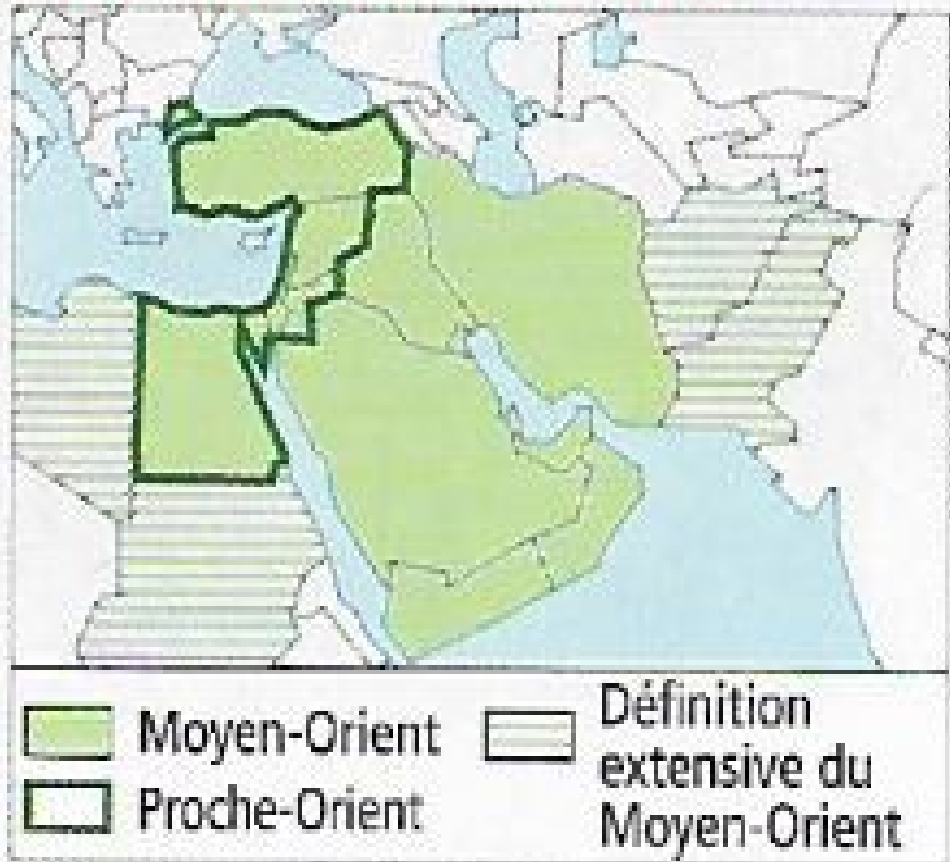 Moyen-Orient
Proche-Orient
Définition
extensive du
Moyen-Orient